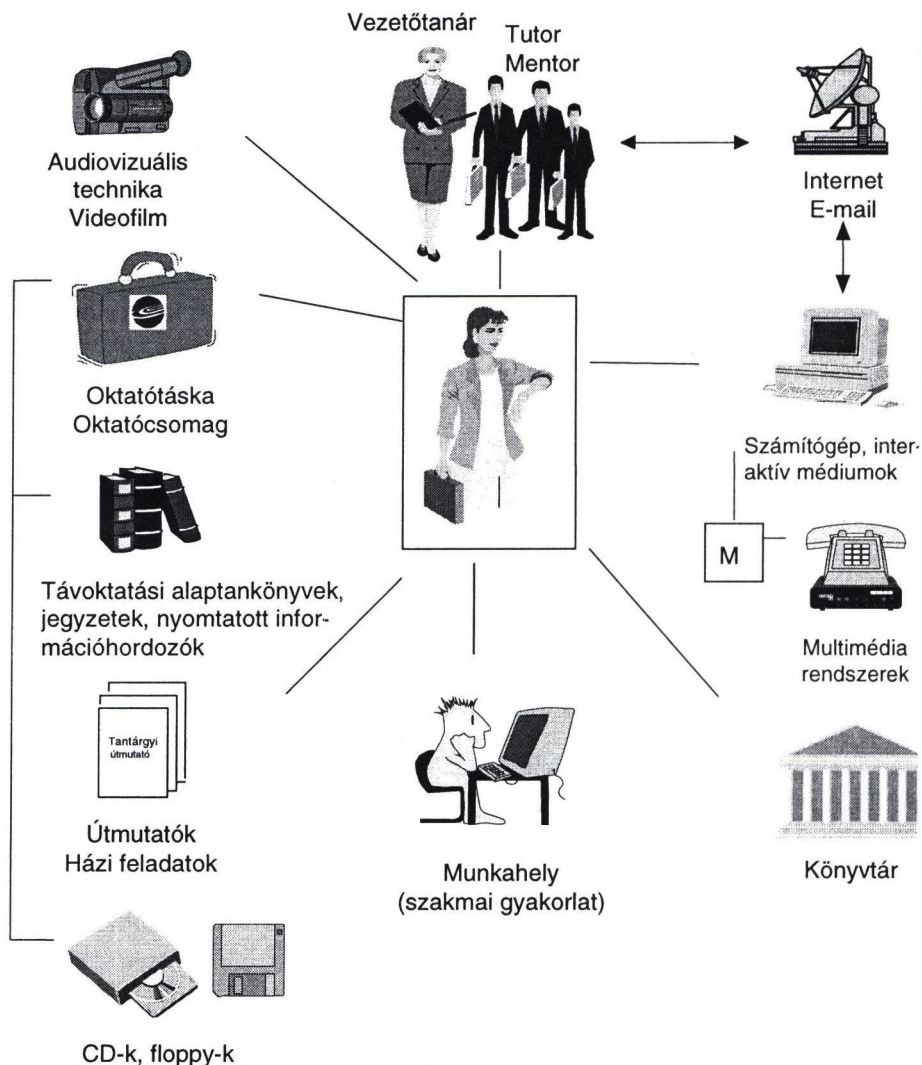 Vezetőtanár
Tutor
Mentor
Audiovizuális
technika
Videofilm
Internet
E-mail
Oktatótáska
Oktatócsomag
Számítógép, inter-
aktív médiumok
M
Multimédia
rendszerek
Távoktatási alaptankönyvek,
jegyzetek, nyomtatott infor-
mációhordozók
Tantárgyi
útmutató
Útmutatók
Házi feladatok
Munkahely
(szakmai gyakorlat)
Könyvtár
CD-k, floppy-k